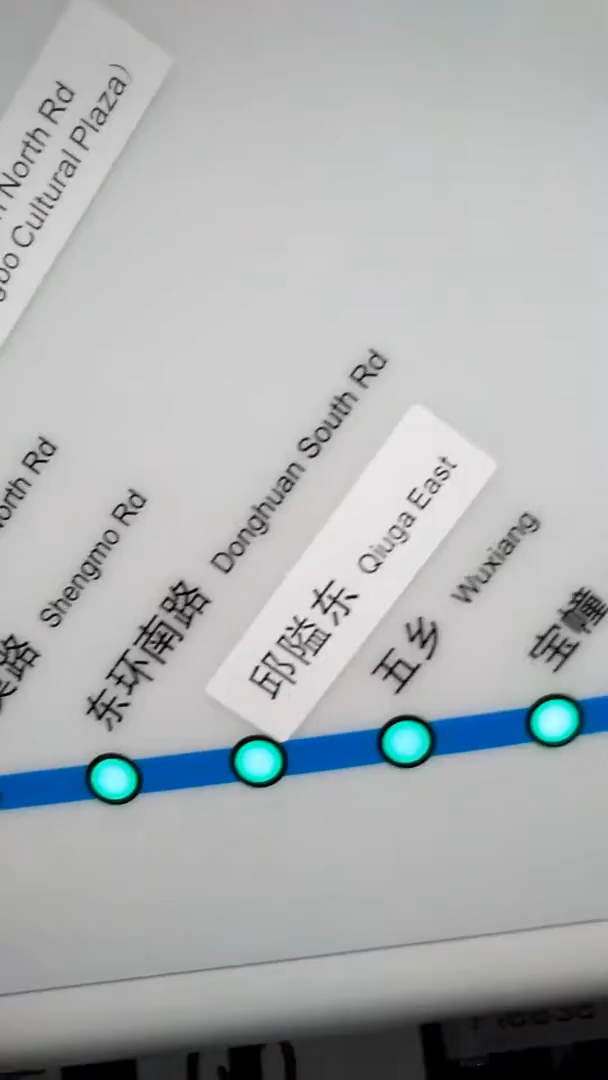 North Rd
Cultural Plaza)
North Rd
Shengmo Rd
东环南路 Donghuan South Rd
邱隘东 Qiuga East
五乡 Wuxiang
宝幢